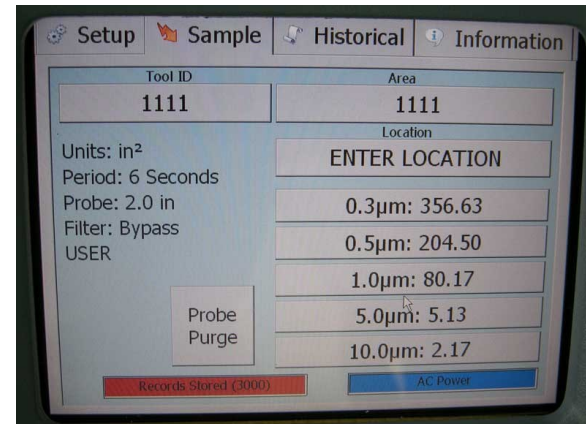 Setup Sample Historical Information
Tool ID Area
1111 1111
Location
ENTER LOCATION
Units: in²
Period: 6 Seconds
Probe: 2.0 in
Filter: Bypass
USER
0.3µm: 356.63
0.5µm: 204.50
1.0µm: 80.17
5.0µm: 5.13
10.0µm: 2.17
Probe
Purge
Records Stored (3000)
AC Power